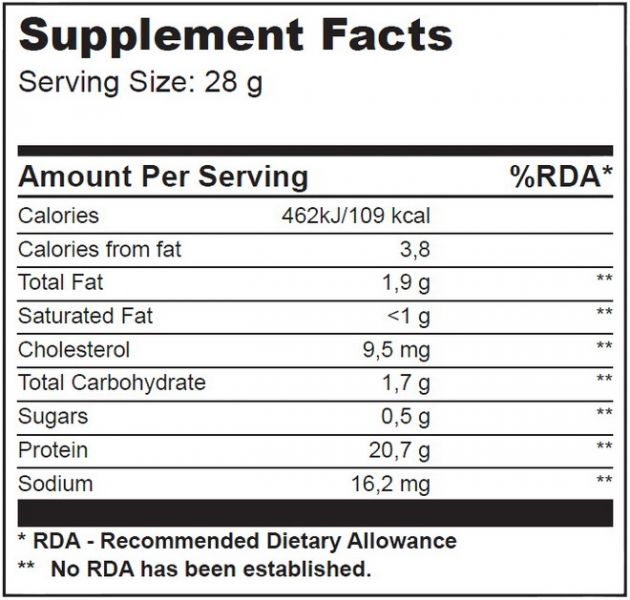 Supplement Facts
Serving Size: 28 g
Amount Per Serving %RDA*
Calories 462kJ/109 kcal
Calories from fat 3,8
Total Fat 1,9 g **
Saturated Fat <1 g **
Cholesterol 9,5 mg **
Total Carbohydrate 1,7 g **
Sugars 0,5 g **
Protein 20,7 g **
Sodium 16,2 mg **
* RDA - Recommended Dietary Allowance
** No RDA has been established.